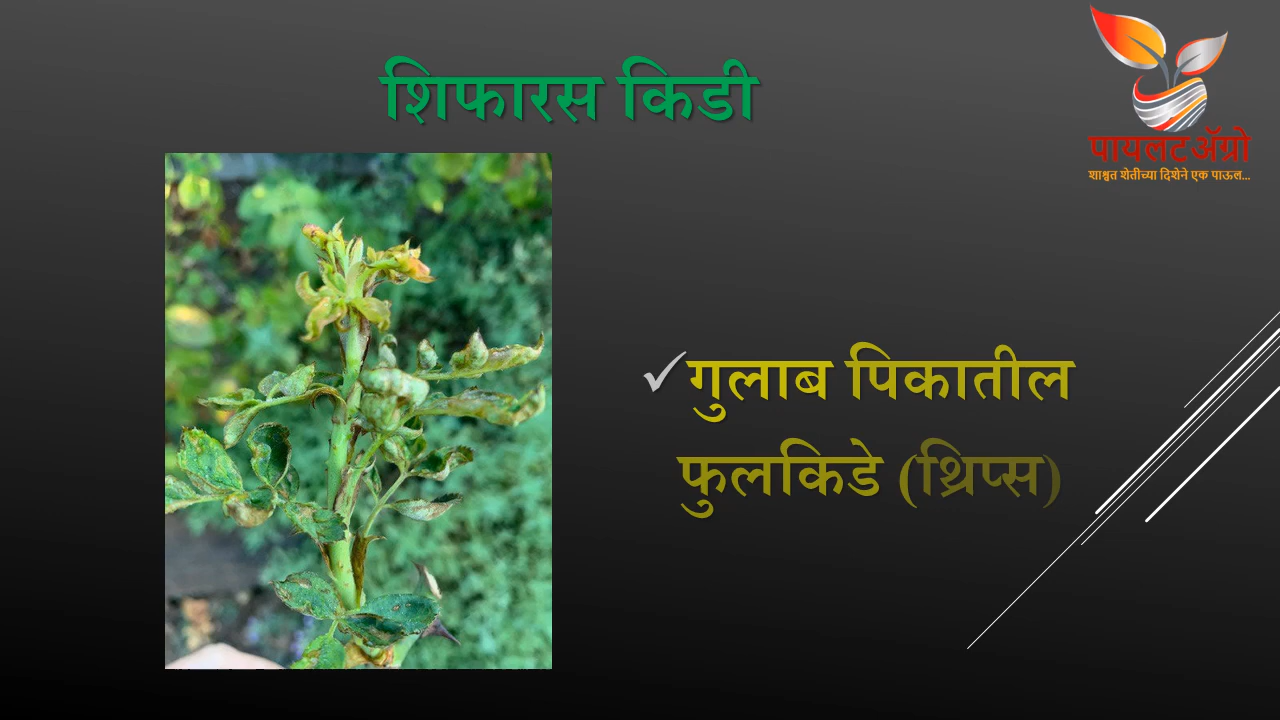 शिफारस किडी
पायलटॲग्रो
शाश्वत शेतीच्या दिशेने एक पाऊल...
✓गुलाब पिकातील
फुलकिडे (थ्रिप्स)